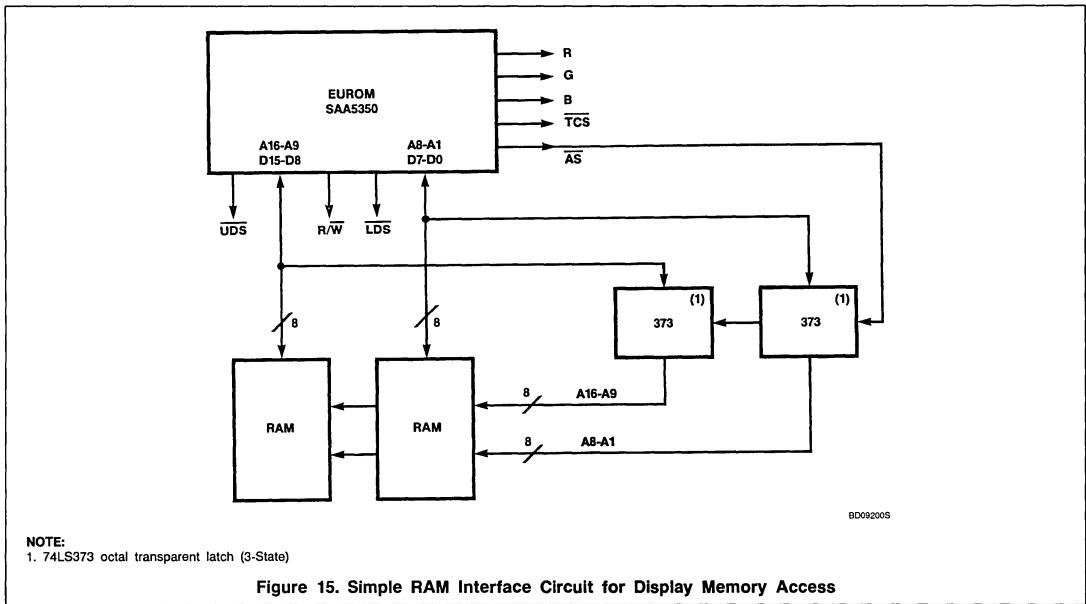 EUROM
SAA5350
R
G
B
TCS
AS
A16-A9
D15-D8
A8-A1
D7-D0
UDS
R/W
LDS
8
8
(1)
373
(1)
373
RAM
RAM
8
A16-A9
8
A8-A1
BD09200S
NOTE:
1. 74LS373 octal transparent latch (3-State)
Figure 15. Simple RAM Interface Circuit for Display Memory Access